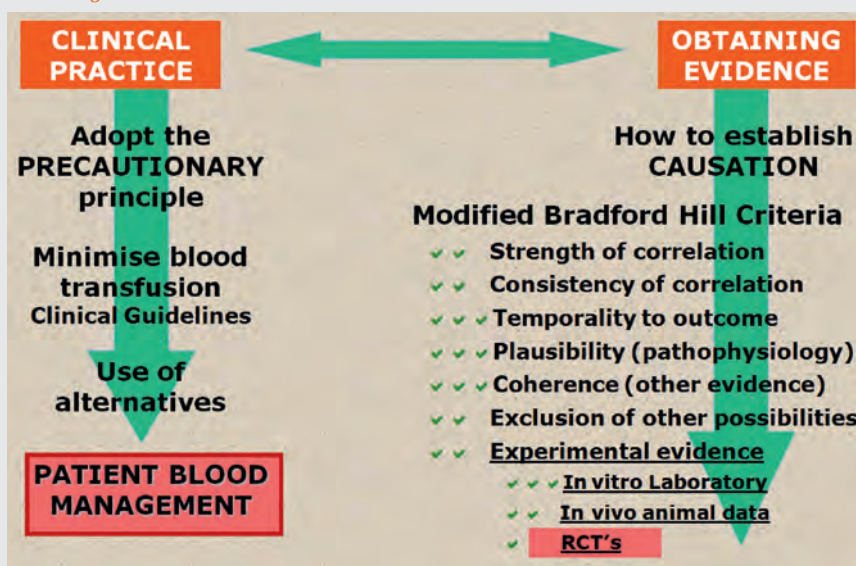 CLINICAL
PRACTICE
Adopt the
PRECAUTIONARY
principle
Minimise blood
transfusion
Clinical Guidelines
Use of
alternatives
PATIENT BLOOD
MANAGEMENT
OBTAINING
EVIDENCE
How to establish
CAUSATION
Modified Bradford Hill Criteria
✓ ✓ Strength of correlation
✓ ✓ Consistency of correlation
✓ ✓ ✓ Temporality to outcome
✓ ✓ ✓ Plausibility (pathophysiology)
✓ ✓ ✓ Coherence (other evidence)
✓ ✓ Exclusion of other possibilities
✓ ✓ Experimental evidence
✓ ✓ ✓ In vitro Laboratory
✓ ✓ In vivo animal data
✓ RCT's